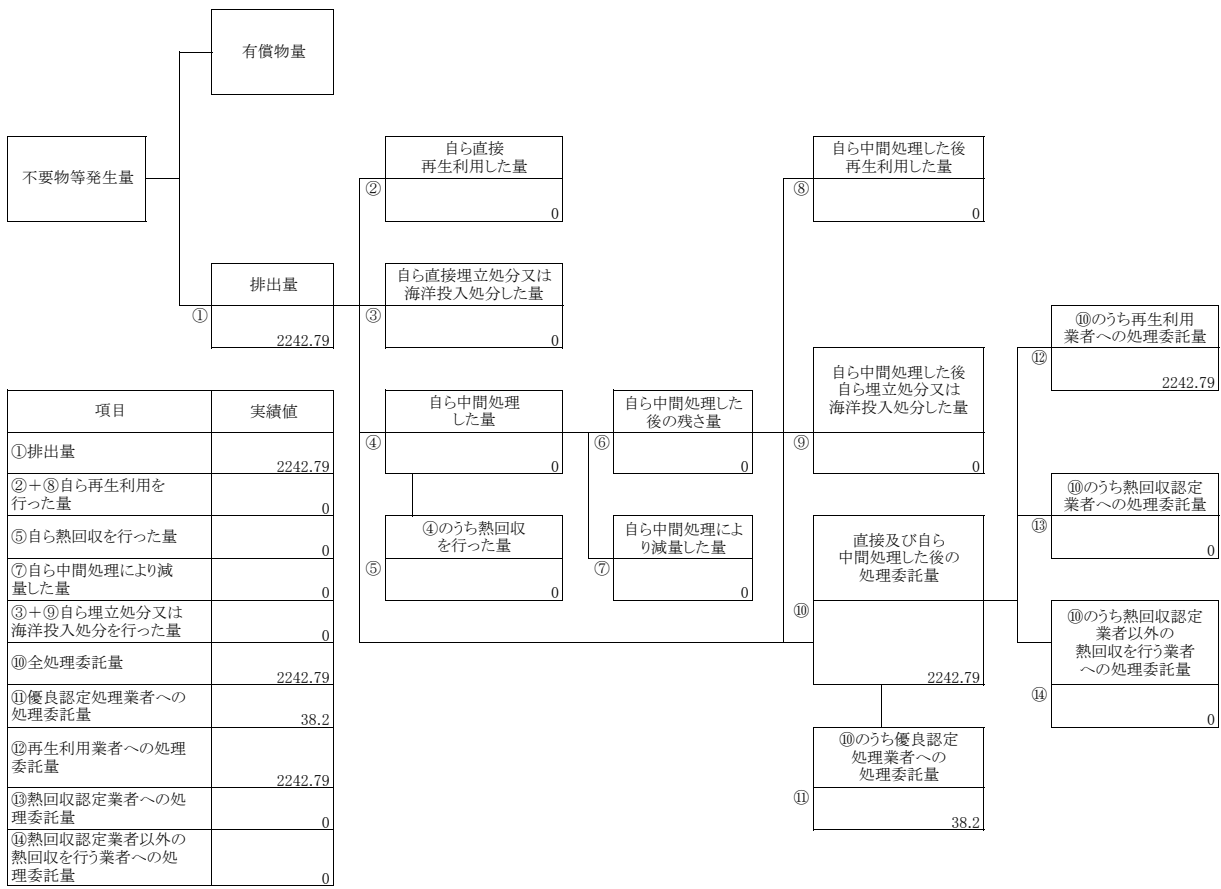 有償物量
不要物等発生量
排出量
①
2242.79
自ら直接
再生利用した量
②
0
自ら直接埋立処分又は
海洋投入処分した量
③
0
自ら中間処理
した量
④
0
④のうち熱回収
を行った量
⑤
0
自ら中間処理した
後の残さ量
⑥
0
自ら中間処理によ
り減量した量
⑦
0
自ら中間処理した後
再生利用した量
⑧
0
自ら中間処理した後
自ら埋立処分又は
海洋投入処分した量
⑨
0
直接及び自ら
中間処理した後の
処理委託量
⑩
2242.79
⑩のうち優良認定
処理業者への
処理委託量
⑪
38.2
⑩のうち再生利用
業者への処理委託量
⑫
2242.79
⑩のうち熱回収認定
業者への処理委託量
⑬
0
⑩のうち熱回収認定
業者以外の
熱回収を行う業者
への処理委託量
⑭
0
項目 実績値
①排出量
2242.79
②+⑧自ら再生利用を
行った量
0
⑤自ら熱回収を行った量
0
⑦自ら中間処理により減
量した量
0
③+⑨自ら埋立処分又は
海洋投入処分を行った量
0
⑩全処理委託量
2242.79
⑪優良認定処理業者への
処理委託量
38.2
⑫再生利用業者への処理
委託量
2242.79
⑬熱回収認定業者への処
理委託量
0
⑭熱回収認定業者以外の
熱回収を行う業者への処
理委託量
0